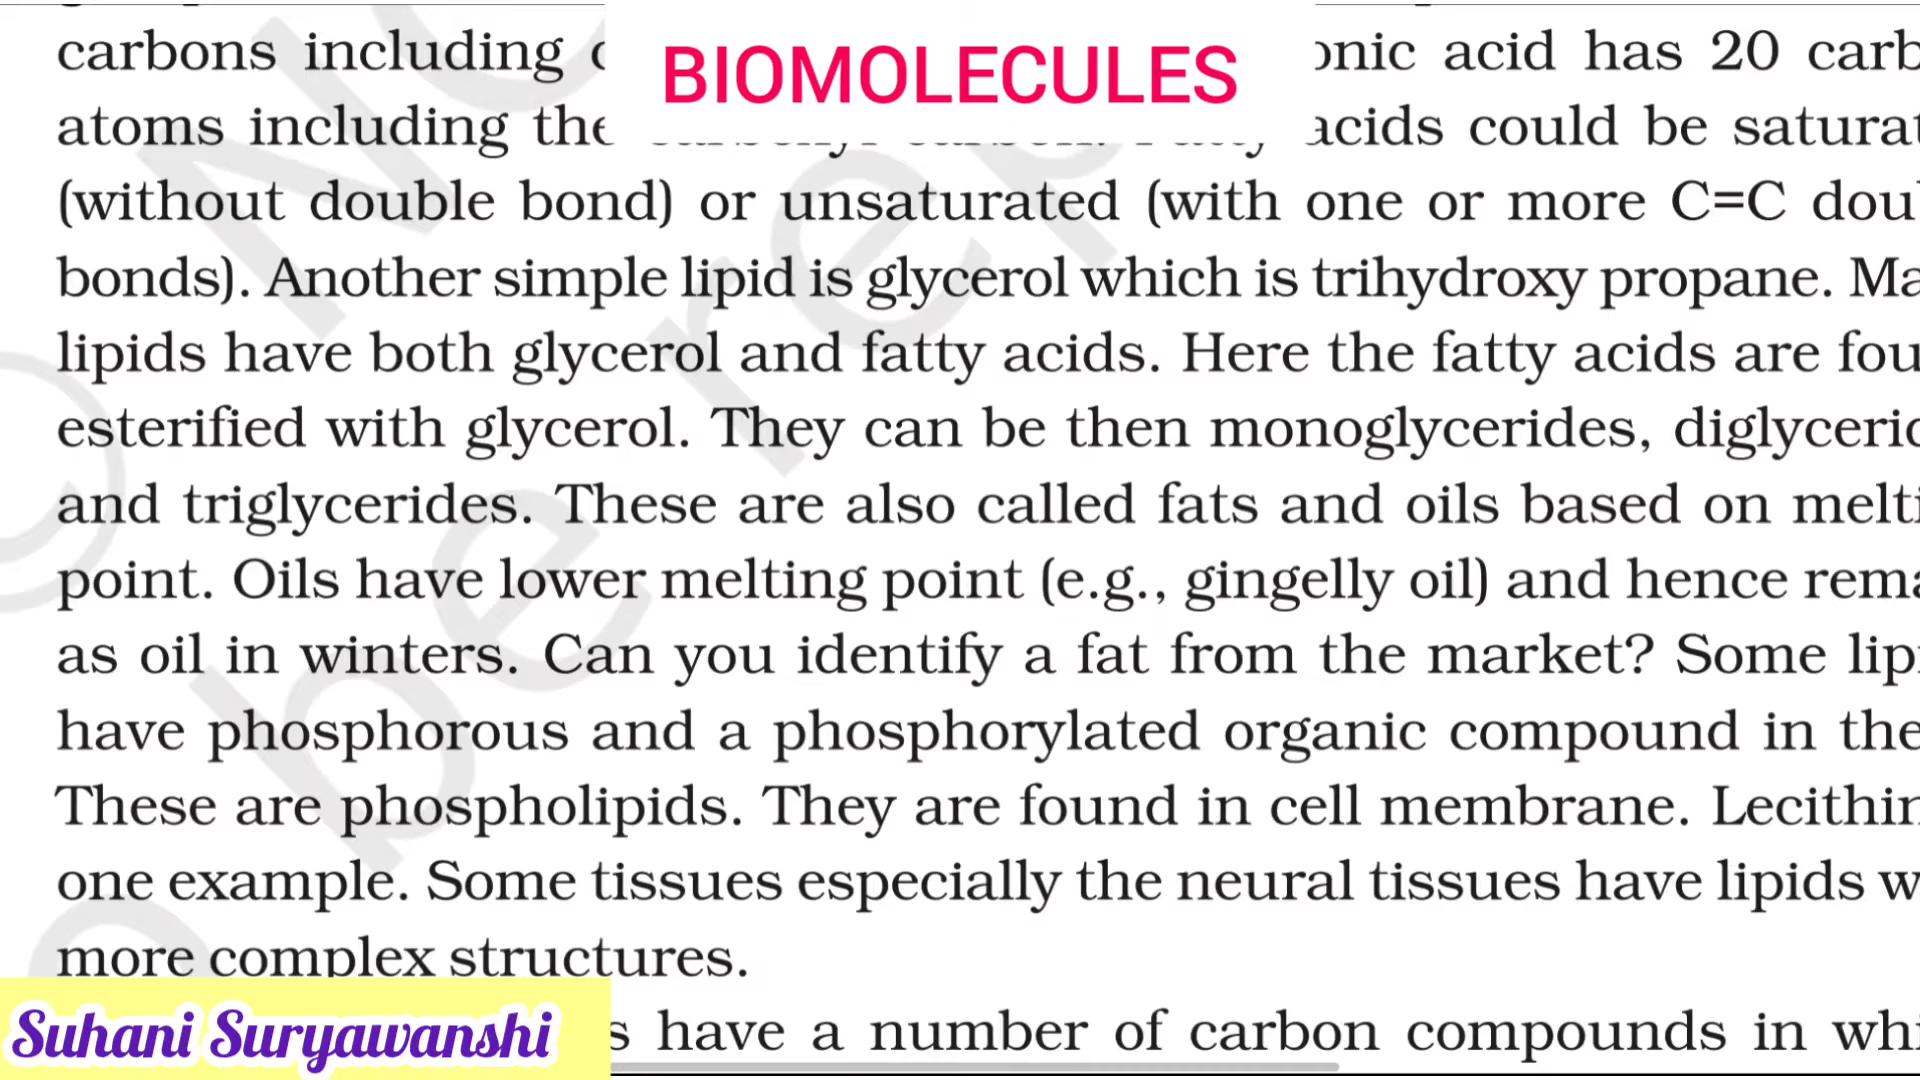 BIOMOLECULES
carbons including onic acid has 20 carb
atoms including the acids could be saturat
(without double bond) or unsaturated (with one or more C=C dou
bonds). Another simple lipid is glycerol which is trihydroxy propane. Ma
lipids have both glycerol and fatty acids. Here the fatty acids are fou
esterified with glycerol. They can be then monoglycerides, diglyceric
and triglycerides. These are also called fats and oils based on melti
point. Oils have lower melting point (e.g., gingelly oil) and hence rema
as oil in winters. Can you identify a fat from the market? Some lipi
have phosphorous and a phosphorylated organic compound in the
These are phospholipids. They are found in cell membrane. Lecithin
one example. Some tissues especially the neural tissues have lipids w
more complex structures.
s have a number of carbon compounds in whi
Suhani Suryawanshi